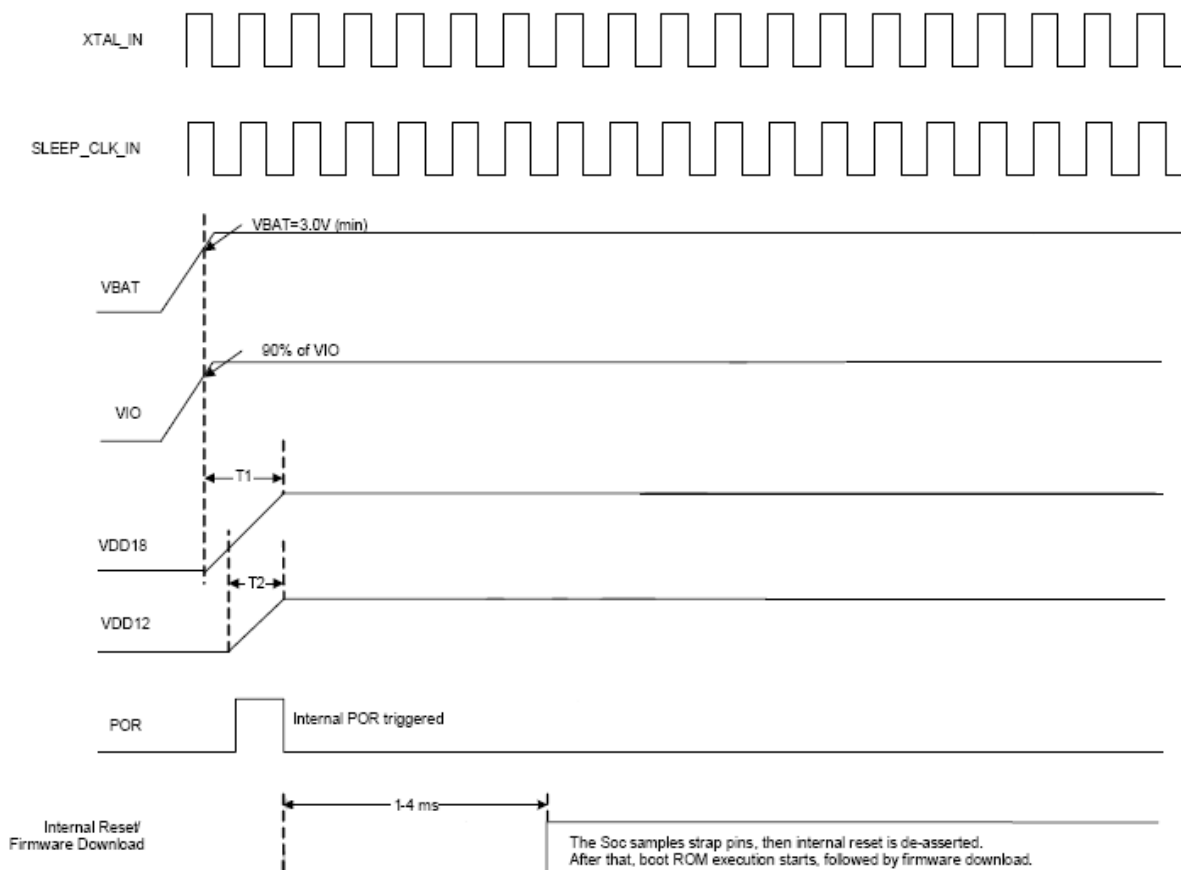 XTAL_IN
SLEEP_CLK_IN
VBAT=3.0V (min)
VBAT
90% of VIO
VIO
T1
VDD18
T2
VDD12
POR
Internal POR triggered
1-4 ms
Internal Reset/
Firmware Download
The Soc samples strap pins, then internal reset is de-asserted.
After that, boot ROM execution starts, followed by firmware download.